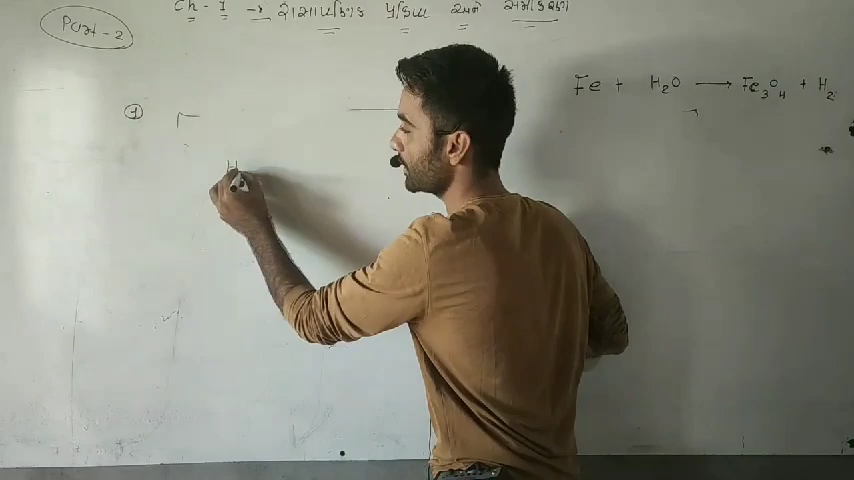 Part-2
Ch-1 → રાસાયણિક પ્રક્રિયા અને સમીકરણો
Fe + H₂O → Fe₃O₄ + H₂
1
H